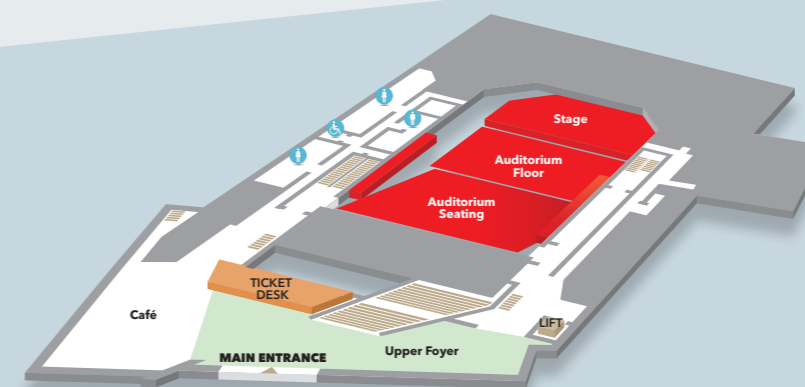 Stage
Auditorium
Floor
Auditorium
Seating
TICKET
DESK
Café
LIFT
MAIN ENTRANCE
Upper Foyer